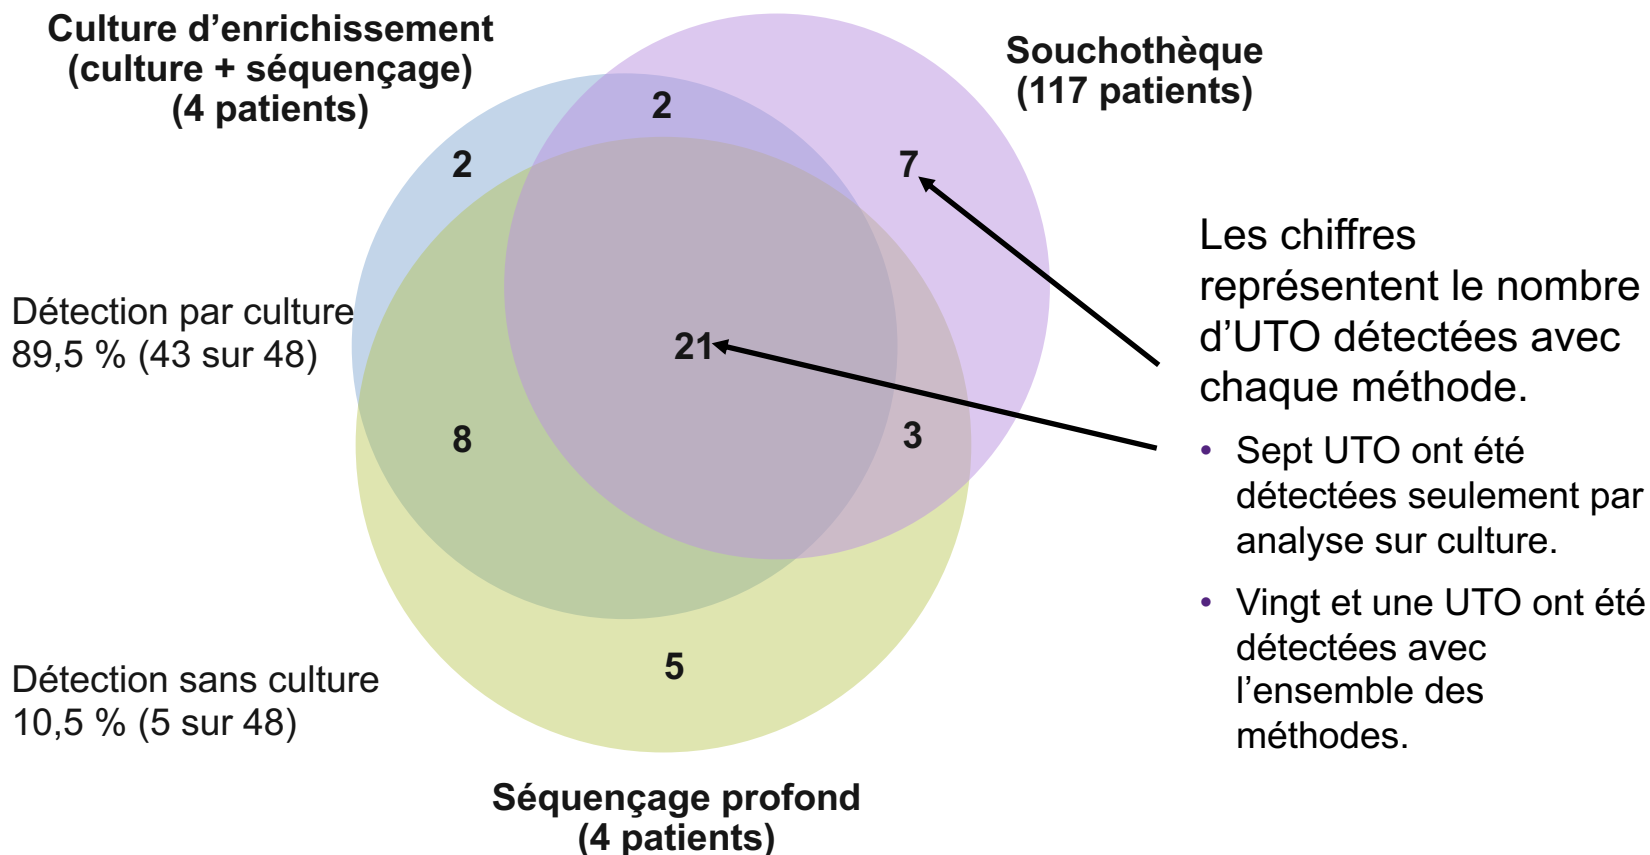 Culture d’enrichissement
(culture + séquençage)
(4 patients)
Souchothèque
(117 patients)
2
2
7
21
8
3
5
Détection par culture
89,5 % (43 sur 48)
Détection sans culture
10,5 % (5 sur 48)
Séquençage profond
(4 patients)
Les chiffres
représentent le nombre
d’UTO détectées avec
chaque méthode.
• Sept UTO ont été
détectées seulement par
analyse sur culture.
• Vingt et une UTO ont été
détectées avec
l’ensemble des
méthodes.